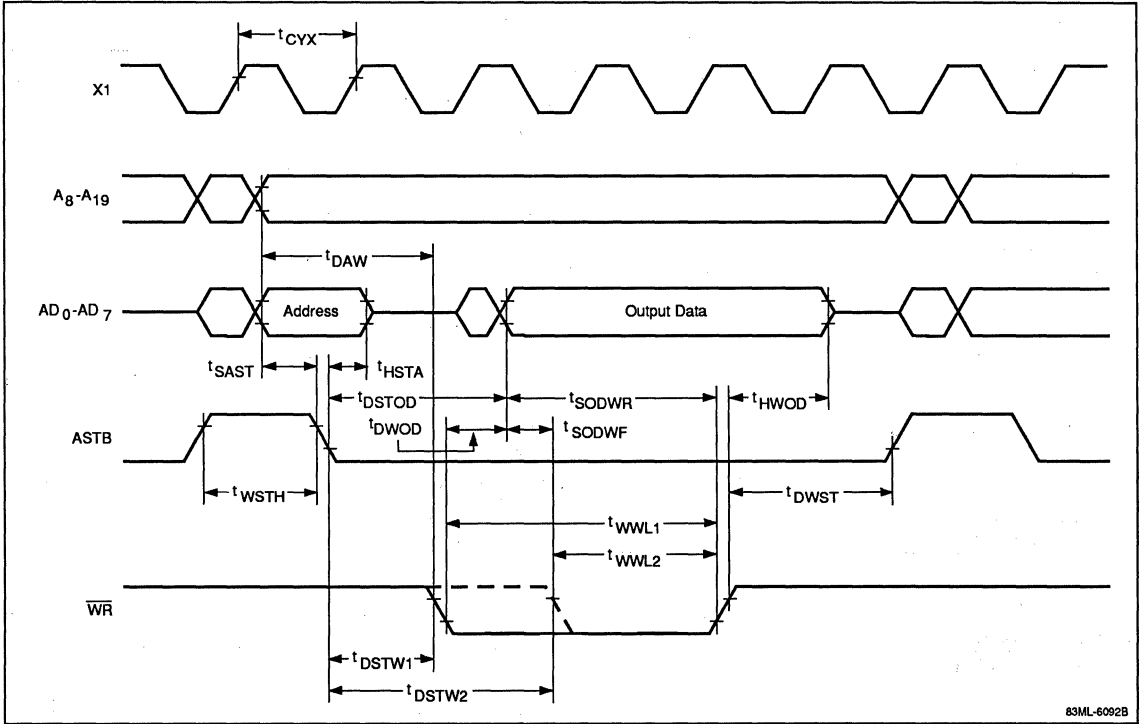 tCYX
X1
A8-A19
tDAW
AD0-AD7
Address
Output Data
tSAST
tHSTA
tDSTOD
tSODWR
tHWOD
tDWOD
tSODWF
ASTB
tWSTH
tDWST
tWWL1
tWWL2
WR
tDSTW1
tDSTW2
83ML-6092B